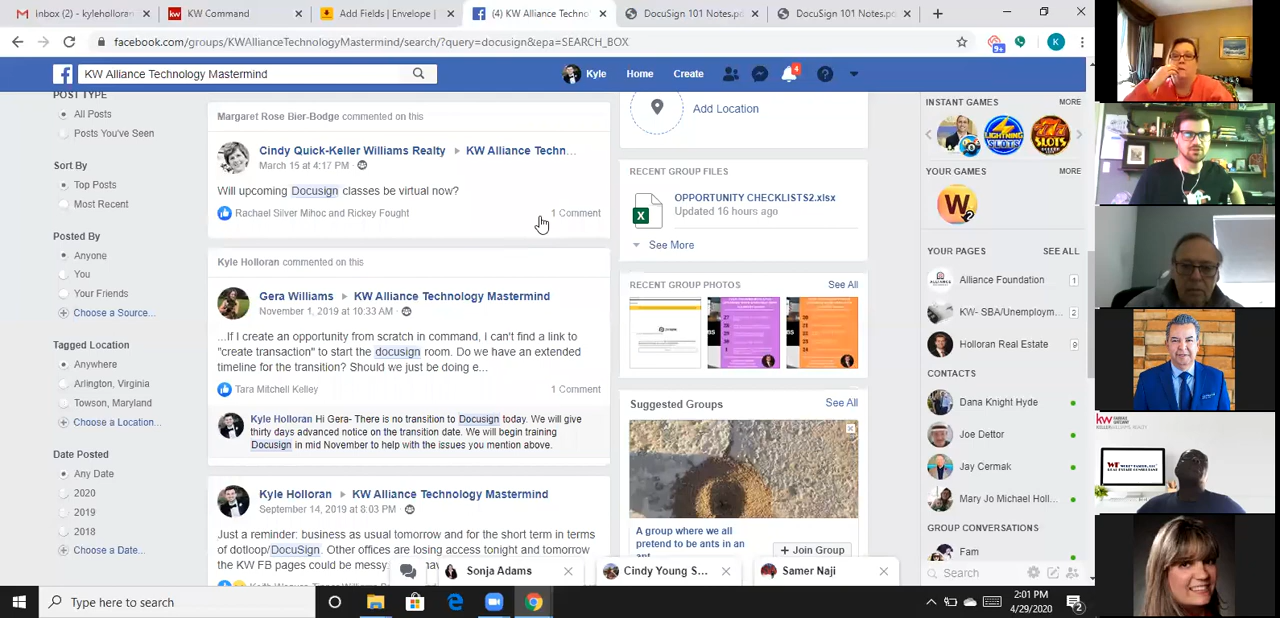 Inbox (2) - kyleholloran
KW Command
Add Fields | Envelope |
(4) KW Alliance Techno
DocuSign 101 Notes.pd
DocuSign 101 Notes.pd
facebook.com/groups/KWAllianceTechnologyMastermind/search/?query=docusign&epa=SEARCH_BOX
9+
K
KW Alliance Technology Mastermind
Kyle
Home
Create
4
POST TYPE
All Posts
Posts You've Seen
Sort By
Top Posts
Most Recent
Posted By
Anyone
You
Your Friends
Choose a Source...
Tagged Location
Anywhere
Arlington, Virginia
Towson, Maryland
Choose a Location...
Date Posted
Any Date
2020
2019
2018
Choose a Date...
Margaret Rose Bier-Bodge commented on this
Cindy Quick-Keller Williams Realty ▸ KW Alliance Techn...
March 15 at 4:17 PM
Will upcoming Docusign classes be virtual now?
Rachael Silver Mihoc and Rickey Fought
1 Comment
Kyle Holloran commented on this
Gera Williams ▸ KW Alliance Technology Mastermind
November 1, 2019 at 10:33 AM
...If I create an opportunity from scratch in command, I can't find a link to
"create transaction" to start the docusign room. Do we have an extended
timeline for the transaction? Should we just be doing e...
Tara Mitchell Kelley
1 Comment
Kyle Holloran Hi Gera- There is no transition to Docusign today. We will give
thirty days advanced notice on the transition date. We will begin training
Docusign in mid November to help with the issues you mention above.
Kyle Holloran ▸ KW Alliance Technology Mastermind
September 14, 2019 at 8:03 PM
Just a reminder: business as usual tomorrow and for the short term in
terms of dotloop/DocuSign. Other offices are losing access tonight and tomorrow
the KW FB pages could be messy.
Add Location
RECENT GROUP FILES
OPPORTUNITY CHECKLISTS2.xlsx
Updated 16 hours ago
See More
RECENT GROUP PHOTOS
See All
Suggested Groups
See All
A group where we all
pretend to be ants in an
Join Group
INSTANT GAMES
MORE
LIGHTNING
SLOTS
777
SLOTS
YOUR GAMES
MORE
W
2
YOUR PAGES
SEE ALL
Alliance Foundation
1
KW- SBA/Unemploym...
2
Holloran Real Estate
9
CONTACTS
Dana Knight Hyde
Joe Dettor
Jay Cermak
Mary Jo Michael Holl...
GROUP CONVERSATIONS
Fam
Search
Sonja Adams
Cindy Young S...
Samer Naji
Type here to search
2:01 PM
4/29/2020
2
kw